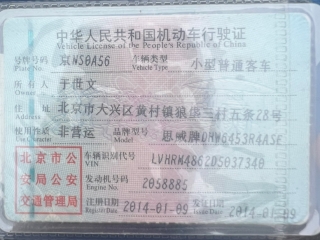 中华人民共和国机动车行驶证
Vehicle License of the People's Republic of China
号牌号码 京NS0A56 车辆类型 小型普通客车
Plate No. Vehicle Type
所有人 于世文
Owner
住址 北京市大兴区黄村镇狼垡三村五条28号
Address
使用性质 非营运 品牌型号 思威牌DHW6453R4ASE
Use Character Model
北京市公安局公安交通管理局
车辆识别代号 LVHRM4862D5037340
VIN
发动机号码 2058885
Engine No.
注册日期 2014-01-09 发证日期 2014-01-09
Register Date Issue Date